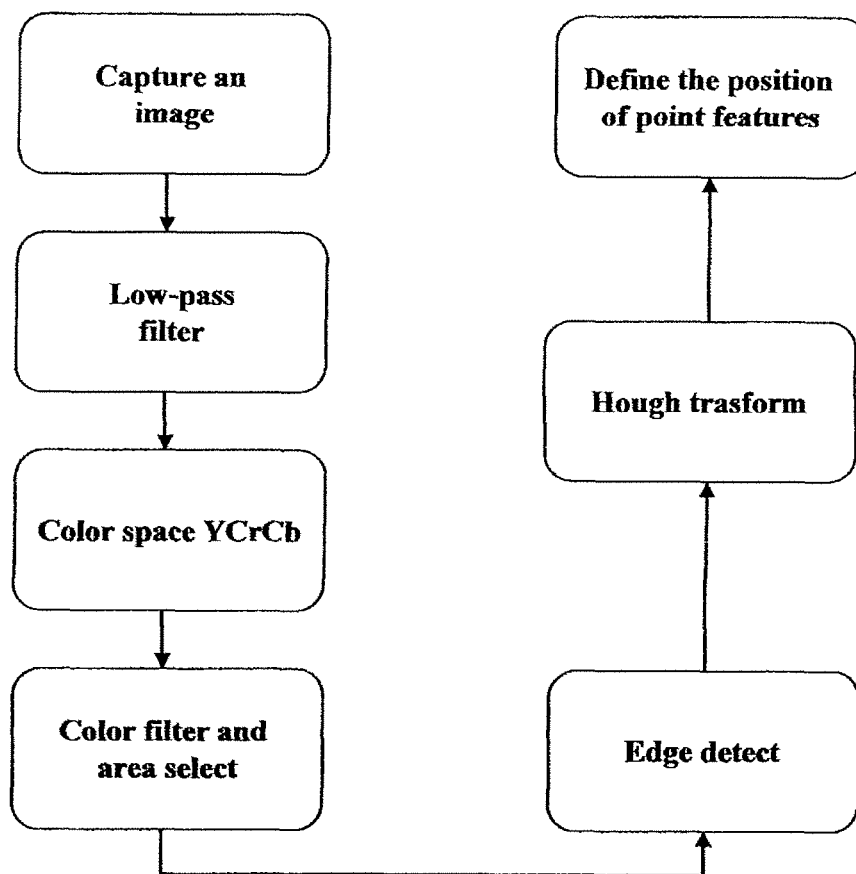 Capture an
image
Low-pass
filter
Color space YCrCb
Color filter and
area select
Edge detect
Hough trasform
Define the position
of point features